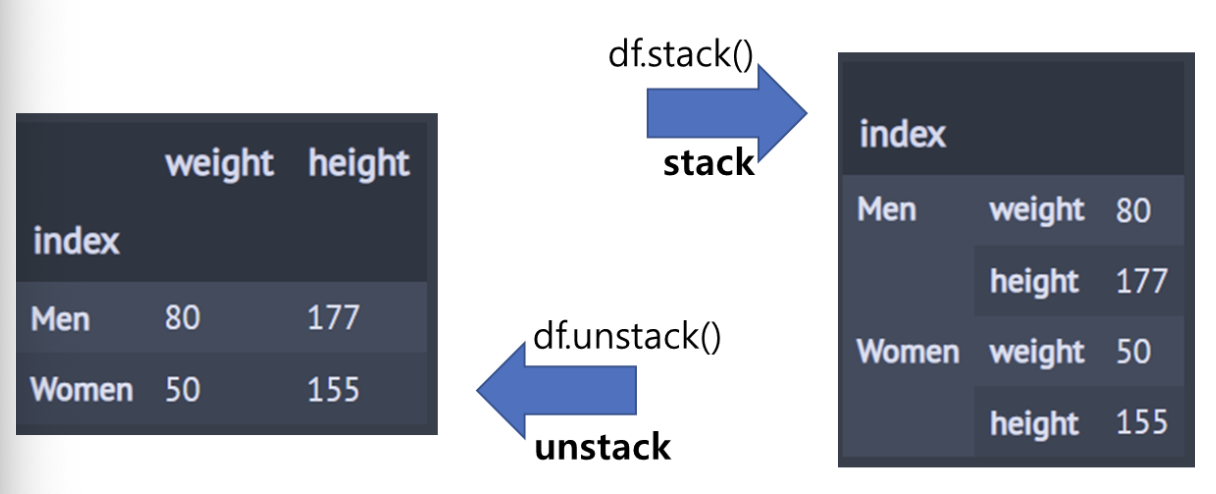 weight height
index
Men 80 177
Women 50 155
df.stack()
stack
df.unstack()
unstack
index
Men weight 80
height 177
Women weight 50
height 155